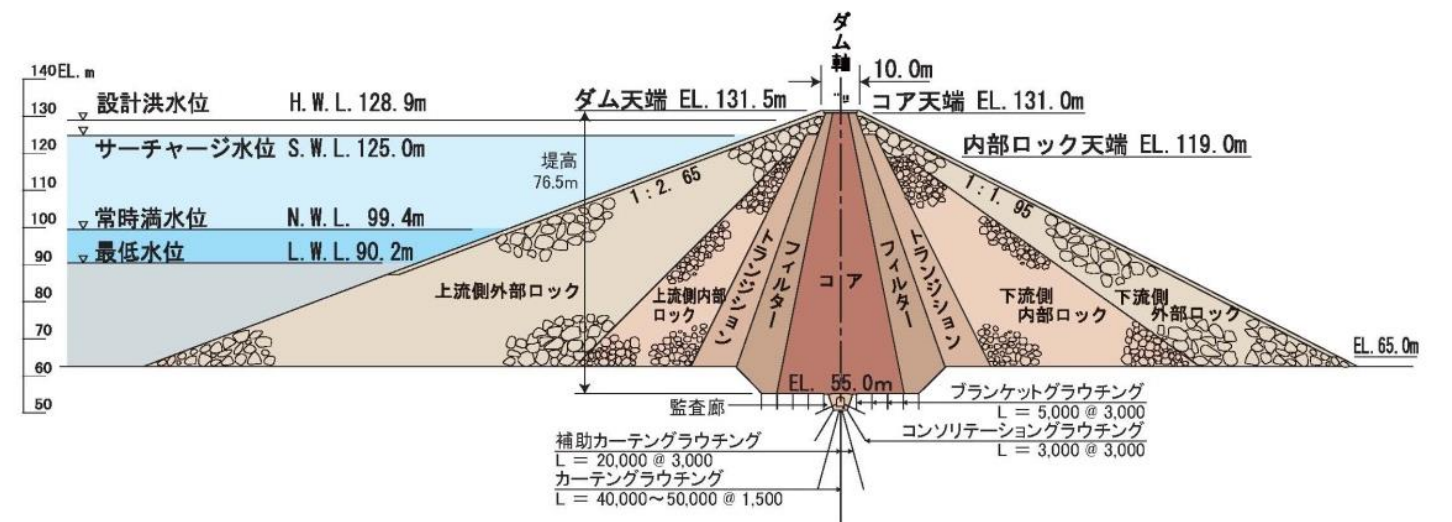 ダム軸
10.0m
140 EL. m
設計洪水位 H. W. L. 128.9m
ダム天端 EL. 131.5m
コア天端 EL. 131.0m
130
サーチャージ水位 S. W. L. 125.0m
内部ロック天端 EL. 119.0m
120
堤高
76.5m
110
1:2. 65
1:1. 95
100
常時満水位 N. W. L. 99.4m
最低水位 L. W. L. 90.2m
90
上流側外部ロック
上流側内部
ロック
トランジション
フィルター
コア
フィルター
トランジション
下流側
内部ロック
下流側
外部ロック
80
70
EL. 65.0m
60
EL. 55.0m
50
監査廊
ブランケットグラウチング
L = 5,000 @ 3,000
コンソリテーショングラウチング
L = 3,000 @ 3,000
補助カーテングラウチング
L = 20,000 @ 3,000
カーテングラウチング
L = 40,000~50,000 @ 1,500